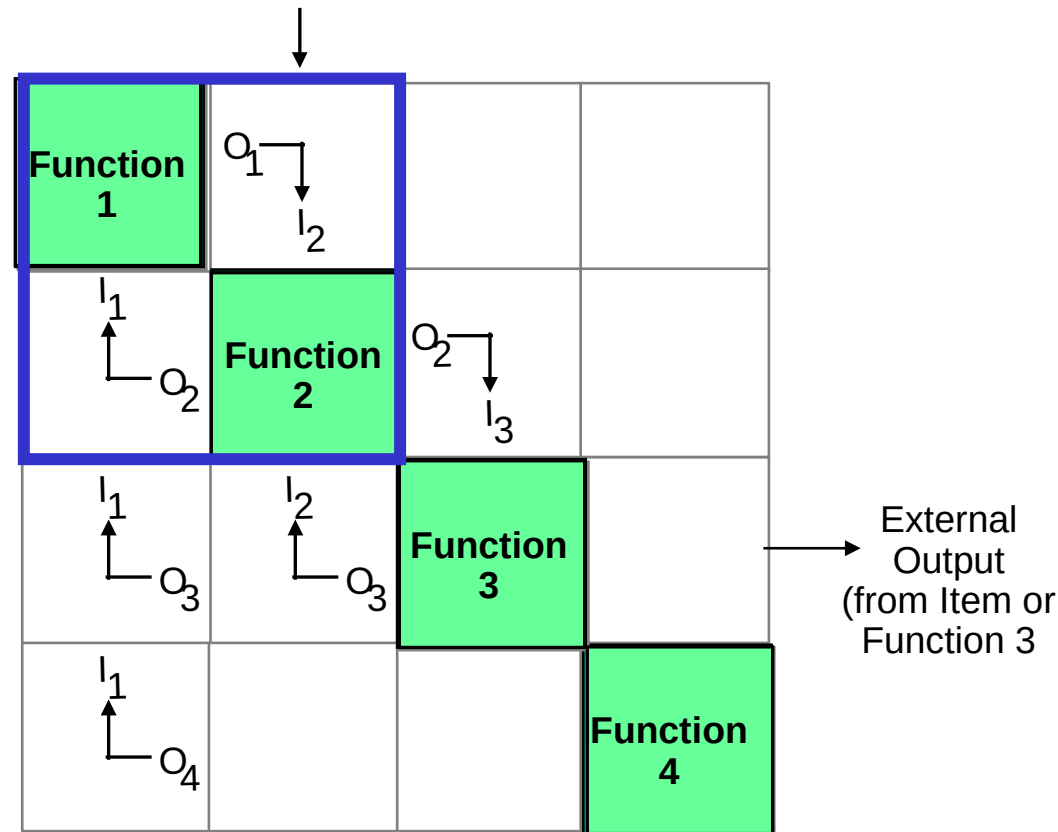 Function
1
O1
I2
I1
O2
Function
2
O2
I3
I1
O3
I2
O3
Function
3
External
Output
(from Item or
Function 3
I1
O4
Function
4